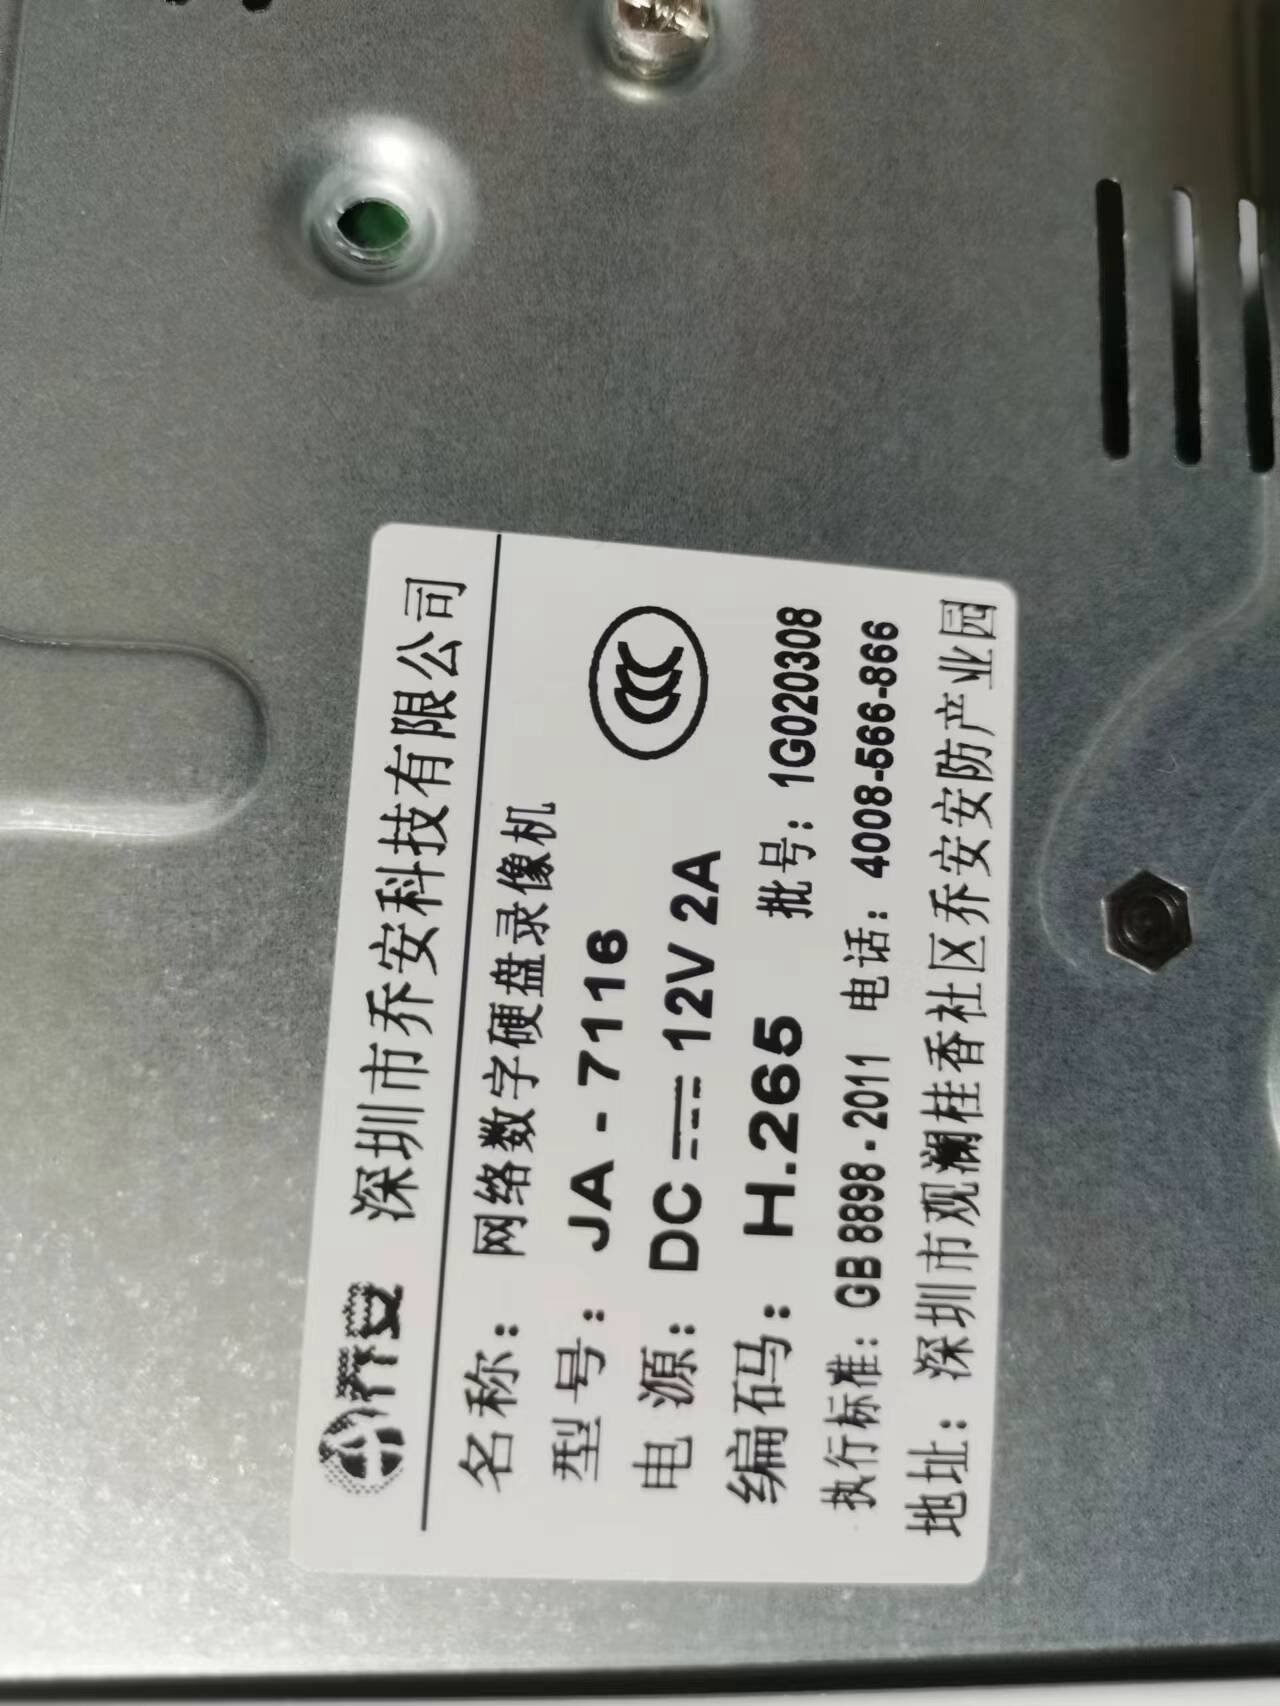 乔安 深圳市乔安科技有限公司
名称：网络数字硬盘录像机
型号：JA-7116
电源：DC 12V 2A
编码：H.265 批号：1G020308
执行标准：GB 8898-2011 电话：4008-566-866
地址：深圳市观澜桂香社区乔安安防产业园